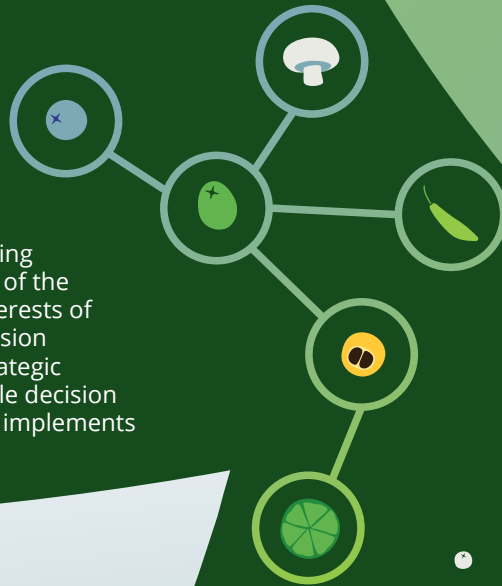 ing
of the
erests of
sion
ategic
le decision
implements